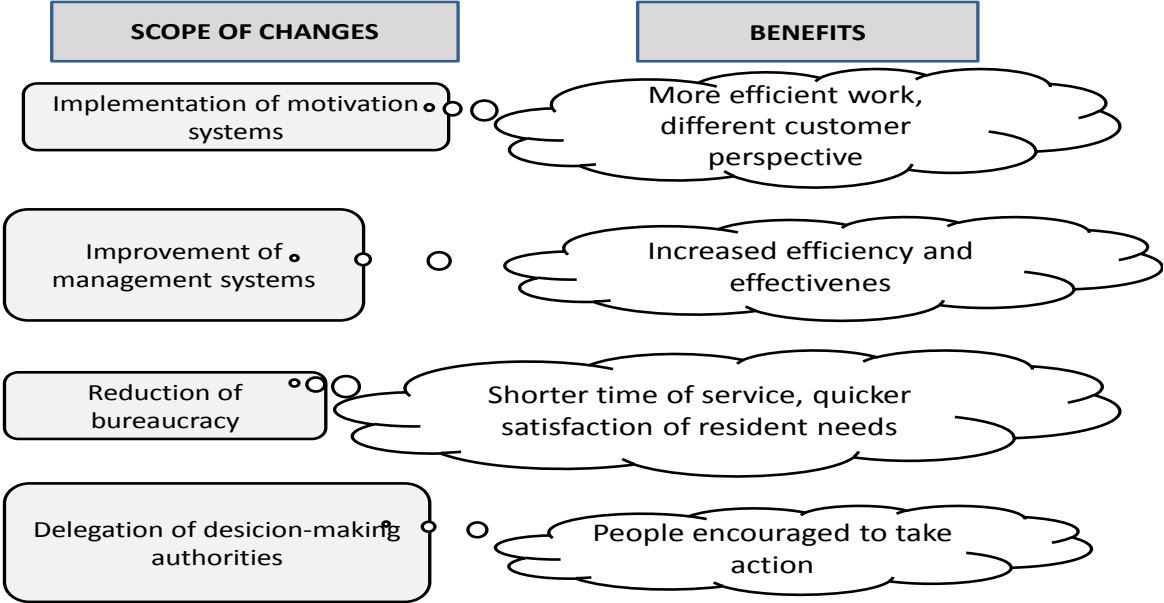 SCOPE OF CHANGES
BENEFITS
Implementation of motivation
systems
More efficient work,
different customer
perspective
Improvement of
management systems
Increased efficiency and
effectivenes
Reduction of
bureaucracy
Shorter time of service, quicker
satisfaction of resident needs
Delegation of desicion-making
authorities
People encouraged to take
action